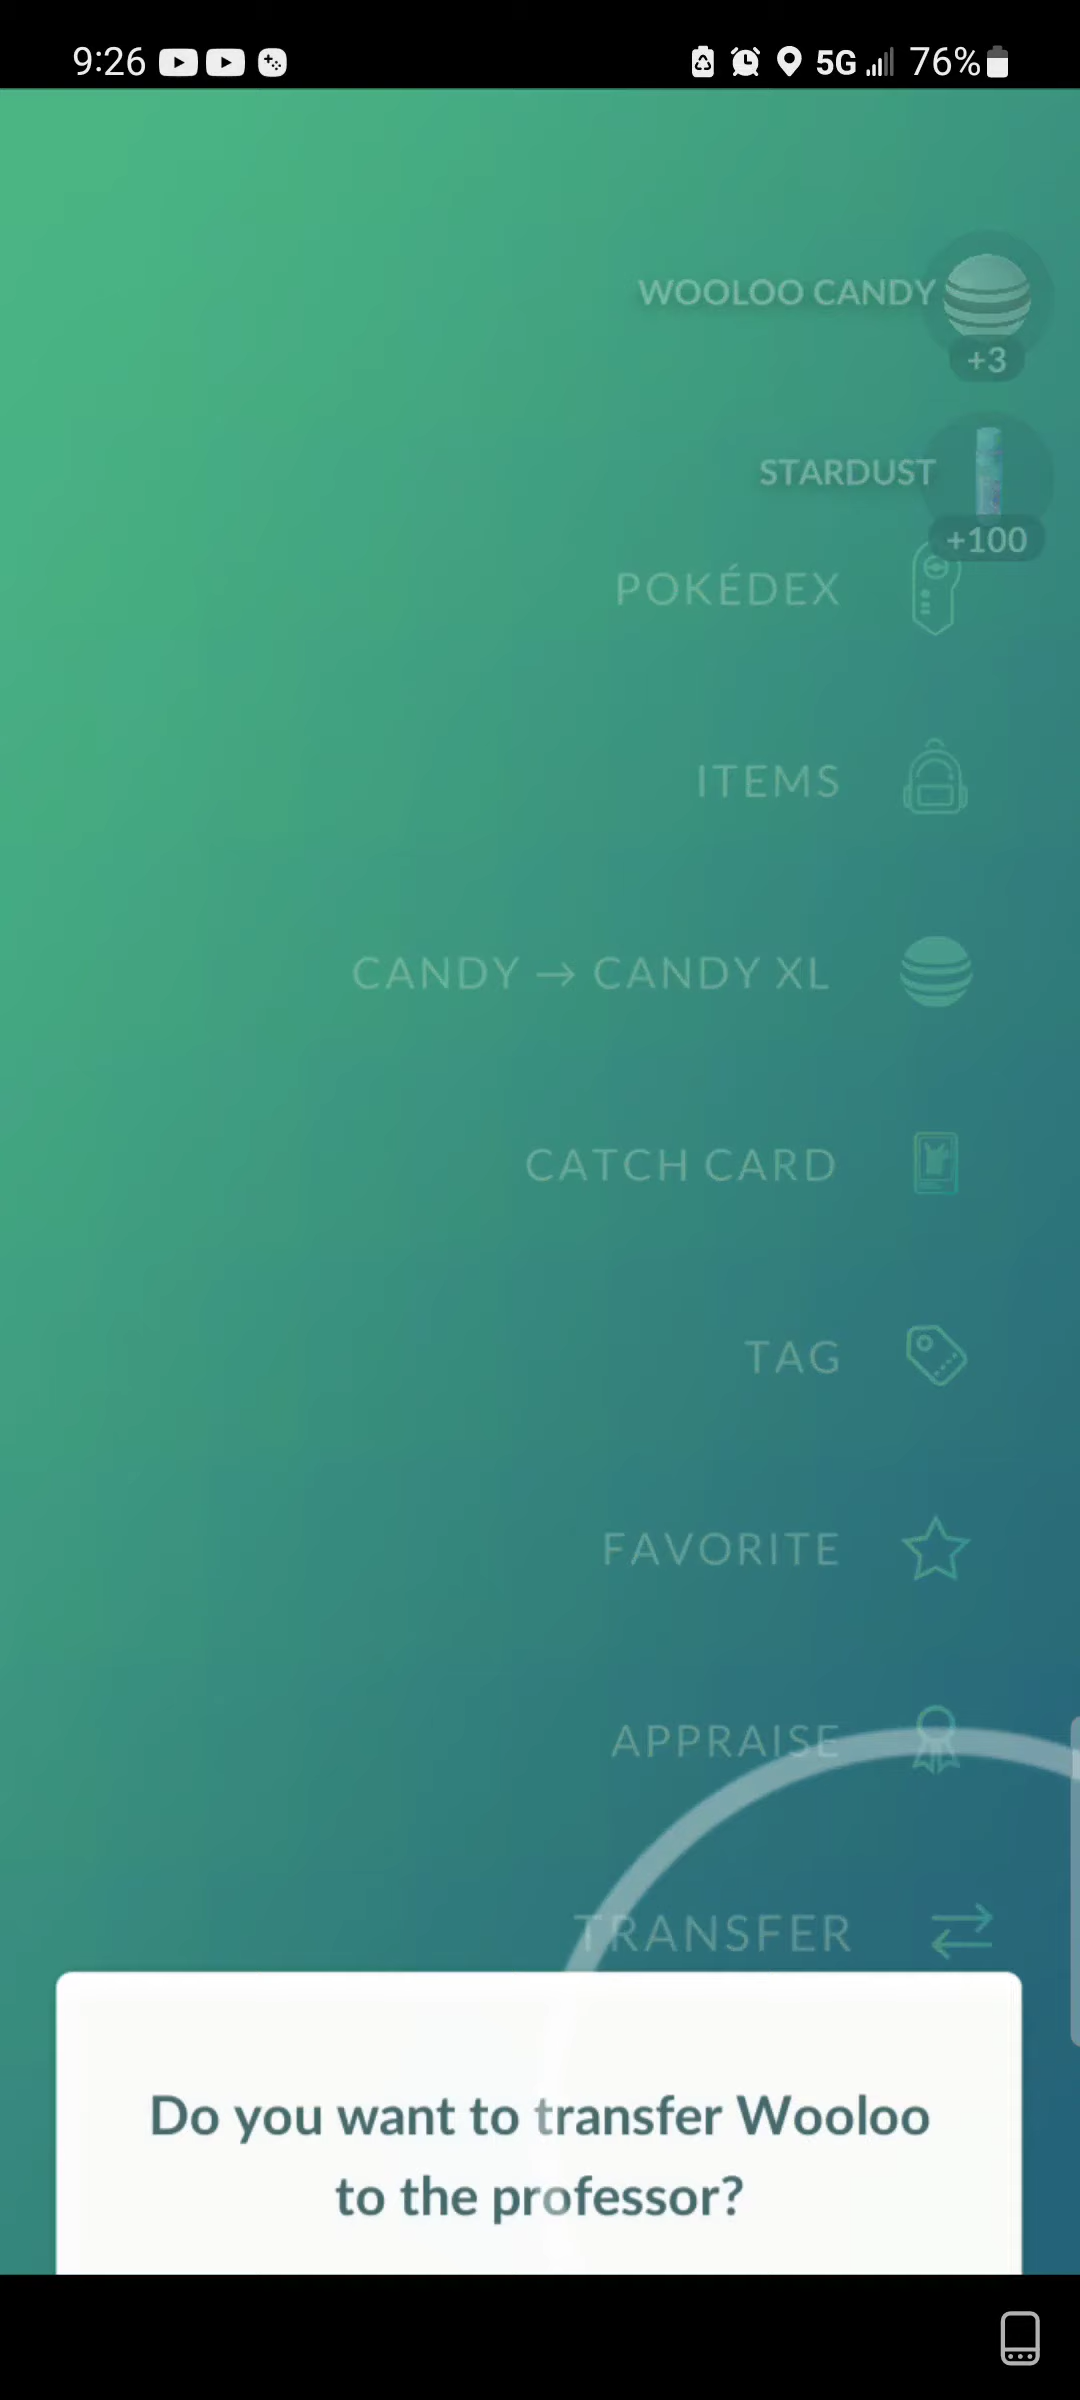 9:26
5G
76%
WOOLOO CANDY
+3
STARDUST
+100
POKÉDEX
ITEMS
CANDY → CANDY XL
CATCH CARD
TAG
FAVORITE
APPRAISE
TRANSFER
Do you want to transfer Wooloo
to the professor?